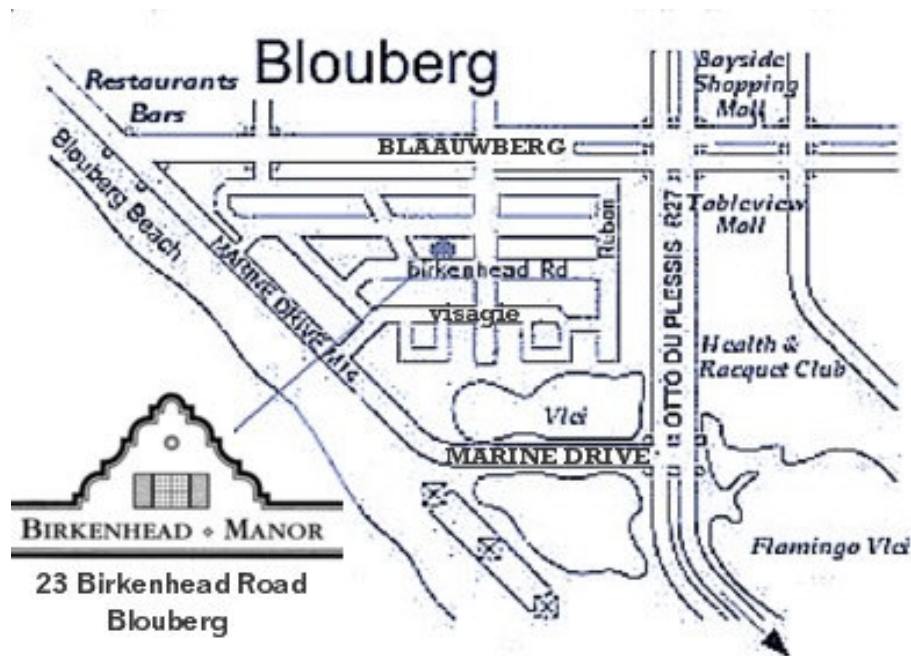 Blouberg
Restaurants
Bars
Bayside
Shopping
Mall
BLAAUWBERG
Blouberg Beach
MARINE DRIVE M14
Tableview
Mall
Ruban
birkenhead Rd
visagie
OTTO DU PLESSIS R27
Health &
Racquet Club
Vlei
MARINE DRIVE
Flamingo Vlei
BIRKENHEAD ⋄ MANOR
23 Birkenhead Road
Blouberg